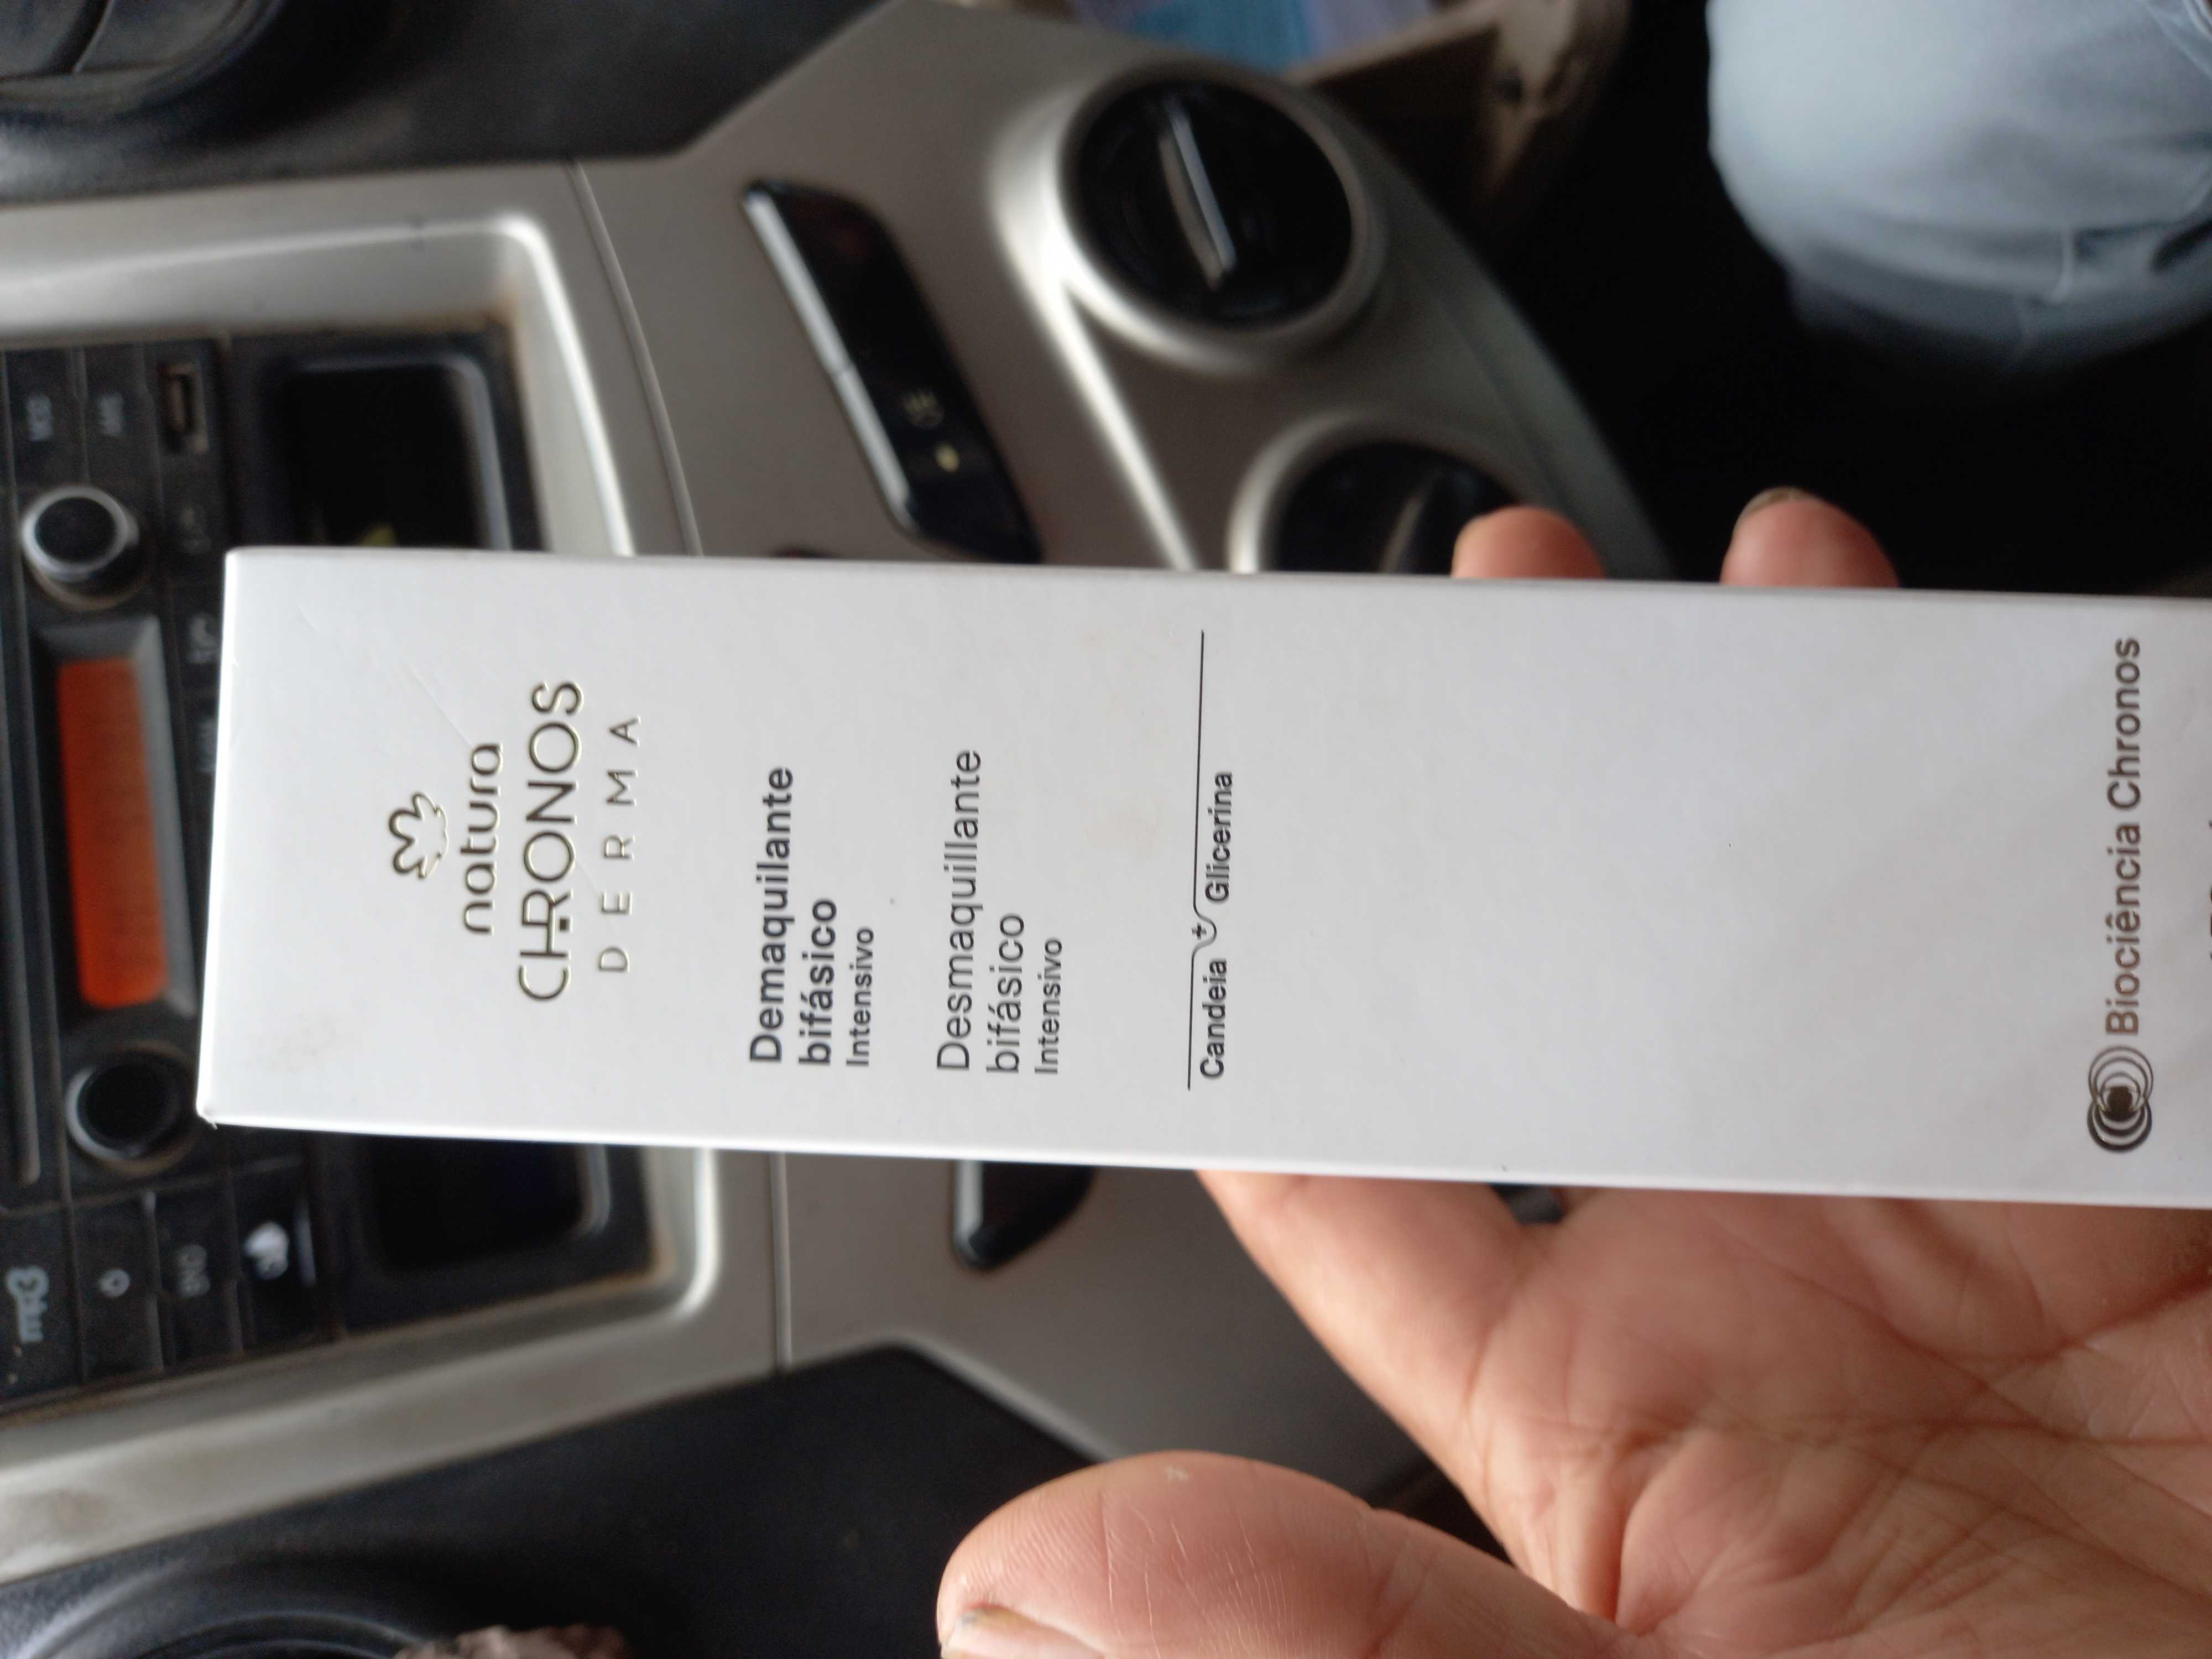 natura
CHRONOS
DERMA
Demaquilante
bifásico
Intensivo
Desmaquillante
bifásico
Intensivo
Candeia + Glicerina
Biociência Chronos